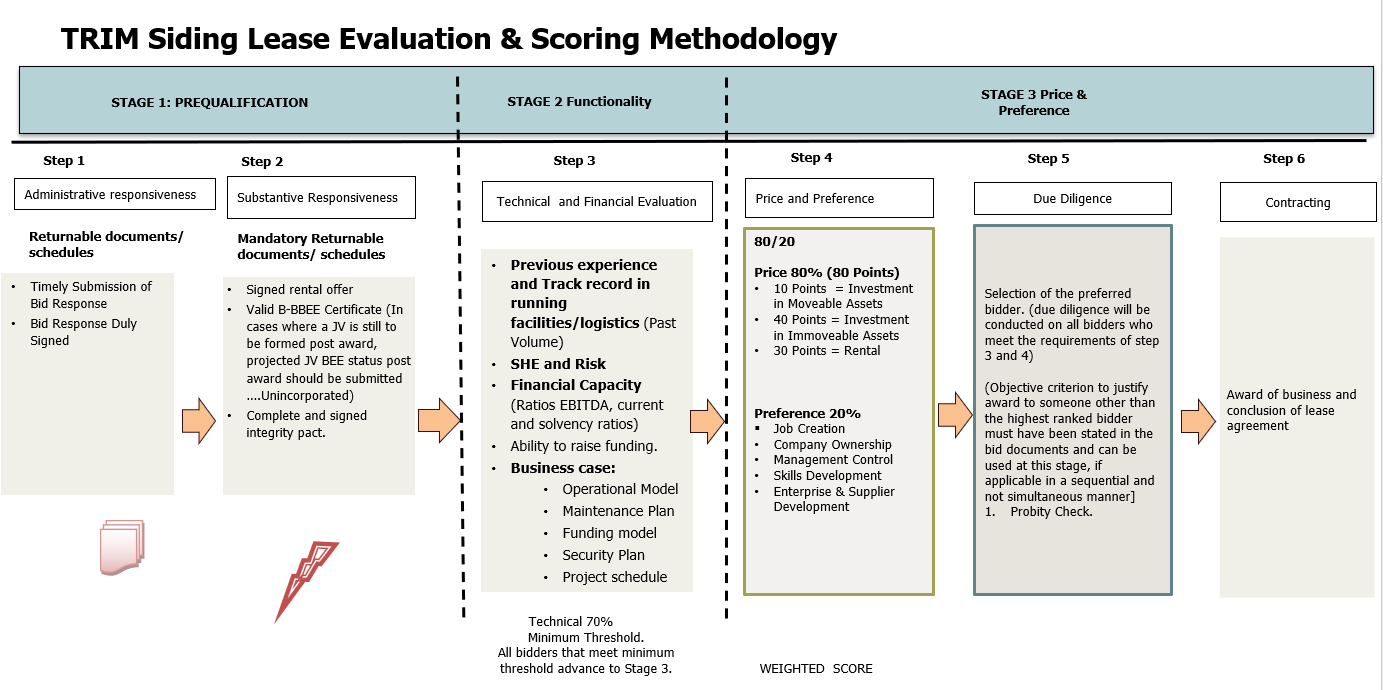 TRIM Siding Lease Evaluation & Scoring Methodology
STAGE 1: PREQUALIFICATION
STAGE 2 Functionality
STAGE 3 Price &
Preference
Step 1
Administrative responsiveness
Returnable documents/
schedules
• Timely Submission of
Bid Response
• Bid Response Duly
Signed
Step 2
Substantive Responsiveness
Mandatory Returnable
documents/ schedules
• Signed rental offer
• Valid B-BBEE Certificate (In
cases where a JV is still to
be formed post award,
projected JV BEE status post
award should be submitted
....Unincorporated)
• Complete and signed
integrity pact.
Step 3
Technical and Financial Evaluation
• Previous experience
and Track record in
running
facilities/logistics (Past
Volume)
• SHE and Risk
• Financial Capacity
(Ratios EBITDA, current
and solvency ratios)
• Ability to raise funding.
• Business case:
• Operational Model
• Maintenance Plan
• Funding model
• Security Plan
• Project schedule
Technical 70%
Minimum Threshold.
All bidders that meet minimum
threshold advance to Stage 3.
Step 4
Price and Preference
80/20
Price 80% (80 Points)
• 10 Points = Investment
in Moveable Assets
• 40 Points = Investment
in Immoveable Assets
• 30 Points = Rental
Preference 20%
▪ Job Creation
• Company Ownership
• Management Control
• Skills Development
• Enterprise & Supplier
Development
WEIGHTED SCORE
Step 5
Due Diligence
Selection of the preferred
bidder. (due diligence will be
conducted on all bidders who
meet the requirements of step
3 and 4)
(Objective criterion to justify
award to someone other than
the highest ranked bidder
must have been stated in the
bid documents and can be
used at this stage, if
applicable in a sequential and
not simultaneous manner]
1. Probity Check.
Step 6
Contracting
Award of business and
conclusion of lease
agreement